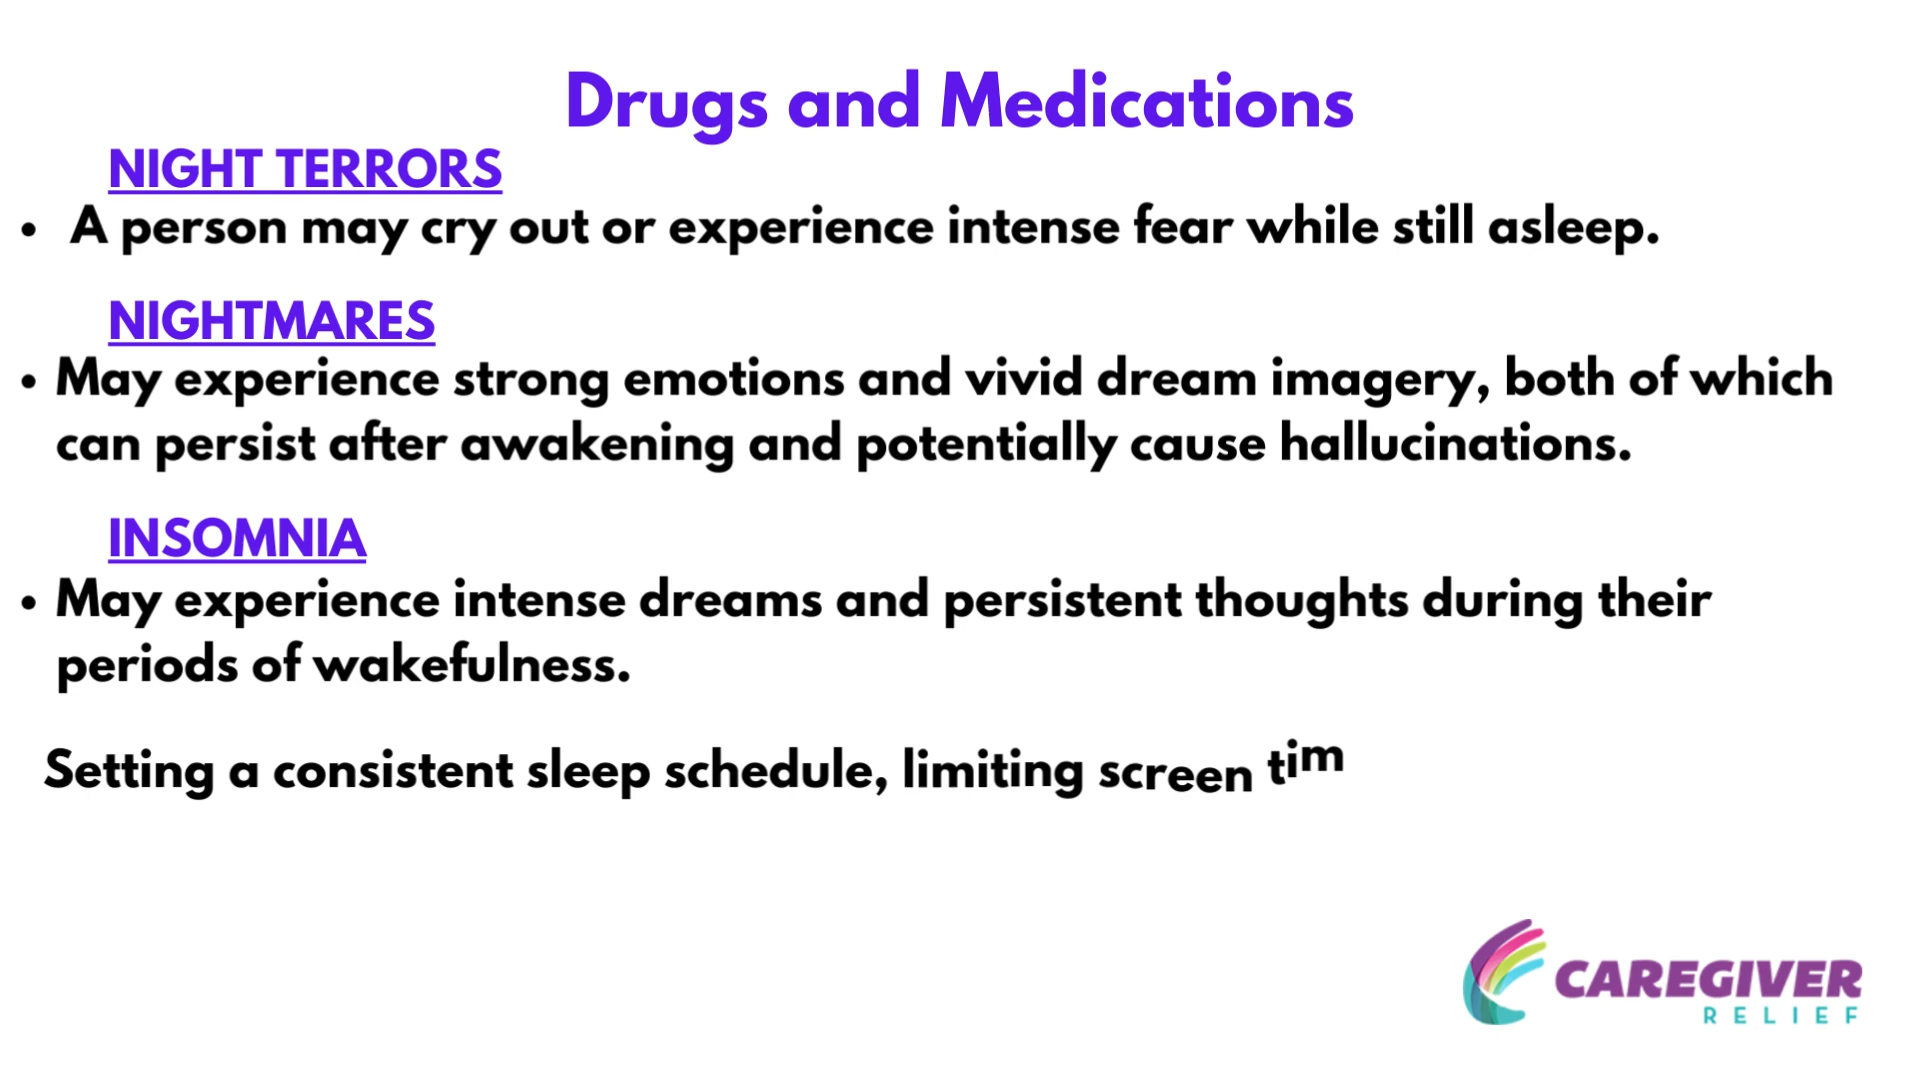 Drugs and Medications
NIGHT TERRORS
• A person may cry out or experience intense fear while still asleep.
NIGHTMARES
• May experience strong emotions and vivid dream imagery, both of which
can persist after awakening and potentially cause hallucinations.
INSOMNIA
• May experience intense dreams and persistent thoughts during their
periods of wakefulness.
Setting a consistent sleep schedule, limiting screen tim
CAREGIVER
RELIEF